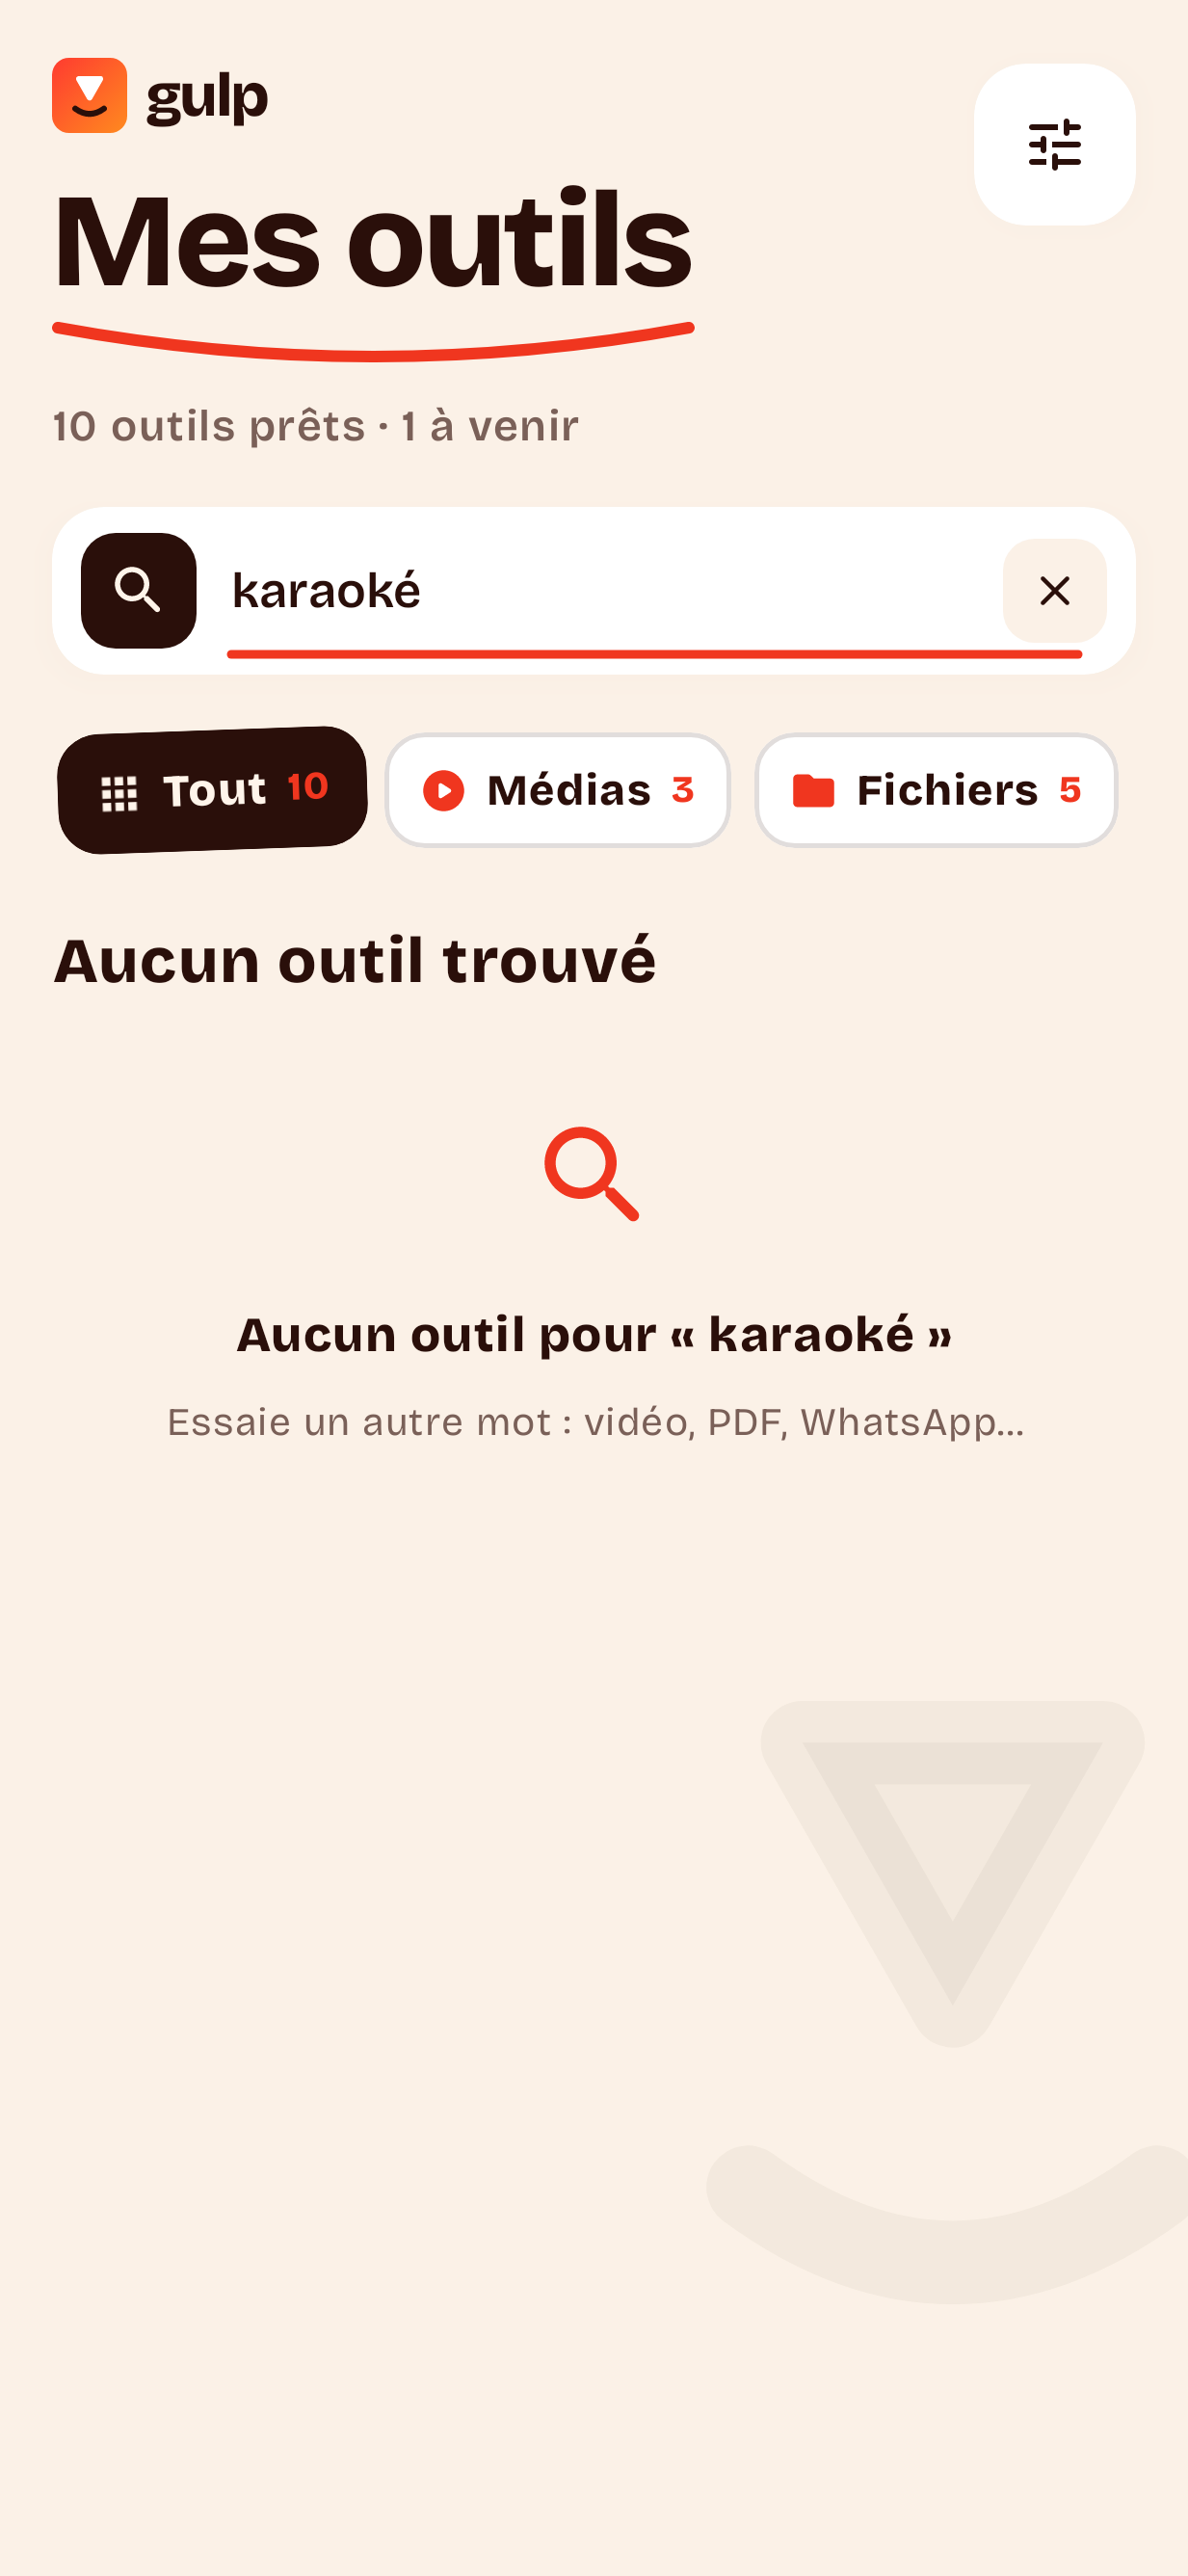 gulp
Mes outils
10 outils prêts · 1 à venir
karaoké
Tout 10
Médias 3
Fichiers 5
Aucun outil trouvé
Aucun outil pour « karaoké »
Essaie un autre mot : vidéo, PDF, WhatsApp...